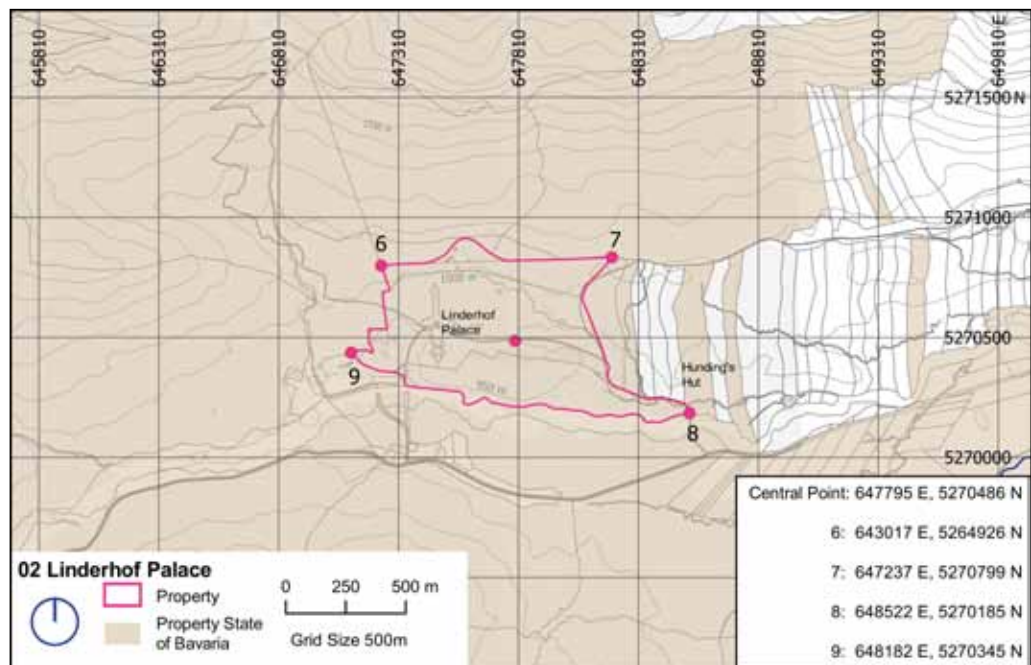 645810
646310
646810
647310
647810
648310
648810
649310
649810 E
5271500 N
5271000
6
7
1000 m
Linderhof
Palace
5270500
Hunding's
Hut
9
950 m
8
5270000
Central Point: 647795 E, 5270486 N
6: 643017 E, 5264926 N
7: 647237 E, 5270799 N
8: 648522 E, 5270185 N
9: 648182 E, 5270345 N
02 Linderhof Palace
Property
Property State
of Bavaria
0 250 500 m
Grid Size 500m